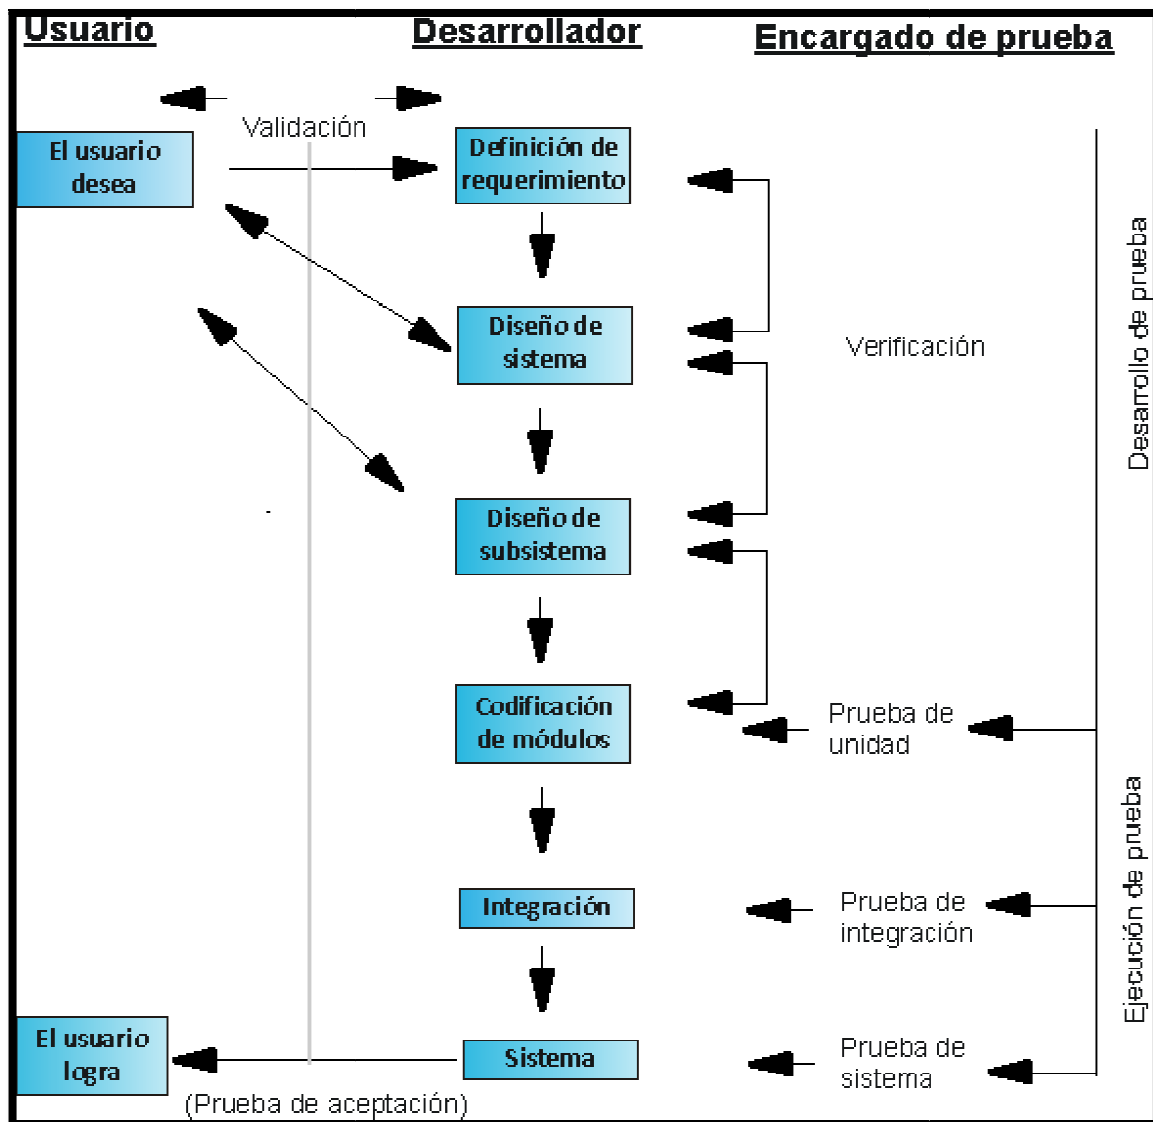 Usuario
Desarrollador
Encargado de prueba
Validación
El usuario
desea
Definición de
requerimiento
Diseño de
sistema
Verificación
Desarrollo de prueba
Diseño de
subsistema
Codificación
de módulos
Prueba de
unidad
Integración
Prueba de
integración
Ejecución de prueba
El usuario
logra
Sistema
Prueba de
sistema
(Prueba de aceptación)